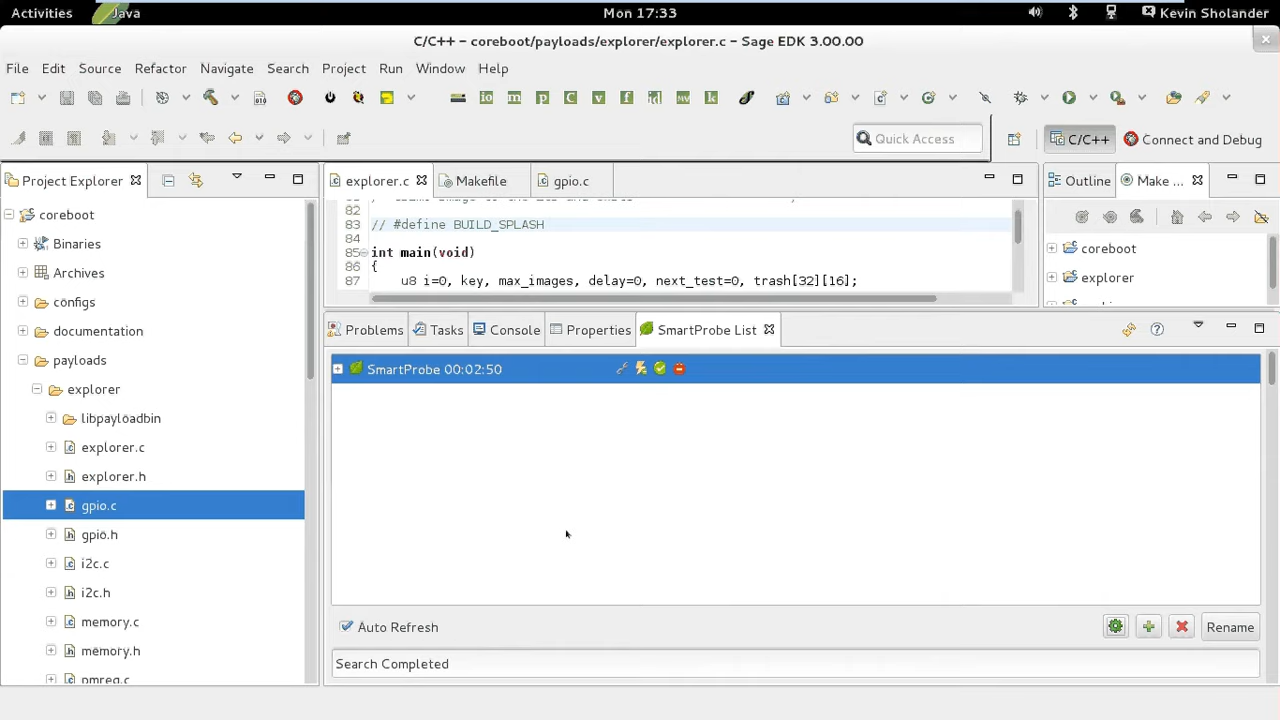 Activities Java Mon 17:33 Kevin Sholander
C/C++ – coreboot/payloads/explorer/explorer.c – Sage EDK 3.00.00
File Edit Source Refactor Navigate Search Project Run Window Help
Quick Access C/C++ Connect and Debug
Project Explorer
coreboot
Binaries
Archives
configs
documentation
payloads
explorer
libpayloadbin
explorer.c
explorer.h
gpio.c
gpio.h
i2c.c
i2c.h
memory.c
memory.h
pmreg.c
explorer.c Makefile gpio.c
82
83 // #define BUILD_SPLASH
84
85 int main(void)
86 {
87 u8 i=0, key, max_images, delay=0, next_test=0, trash[32][16];
Outline Make ...
coreboot
explorer
Problems Tasks Console Properties SmartProbe List
SmartProbe 00:02:50
Auto Refresh Rename
Search Completed